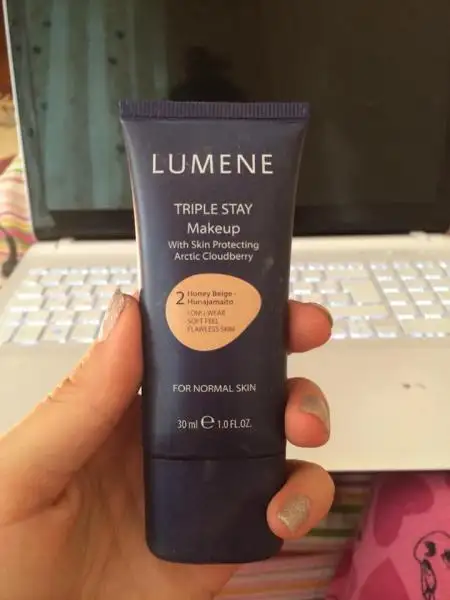 LUMENE
TRIPLE STAY
Makeup
With Skin Protecting
Arctic Cloudberry
2 Honey Beige -
Hunajamaito
LONG WEAR
SOFT FEEL
FLAWLESS SKIN
FOR NORMAL SKIN
30 ml ℮ 1.0 FL.OZ.